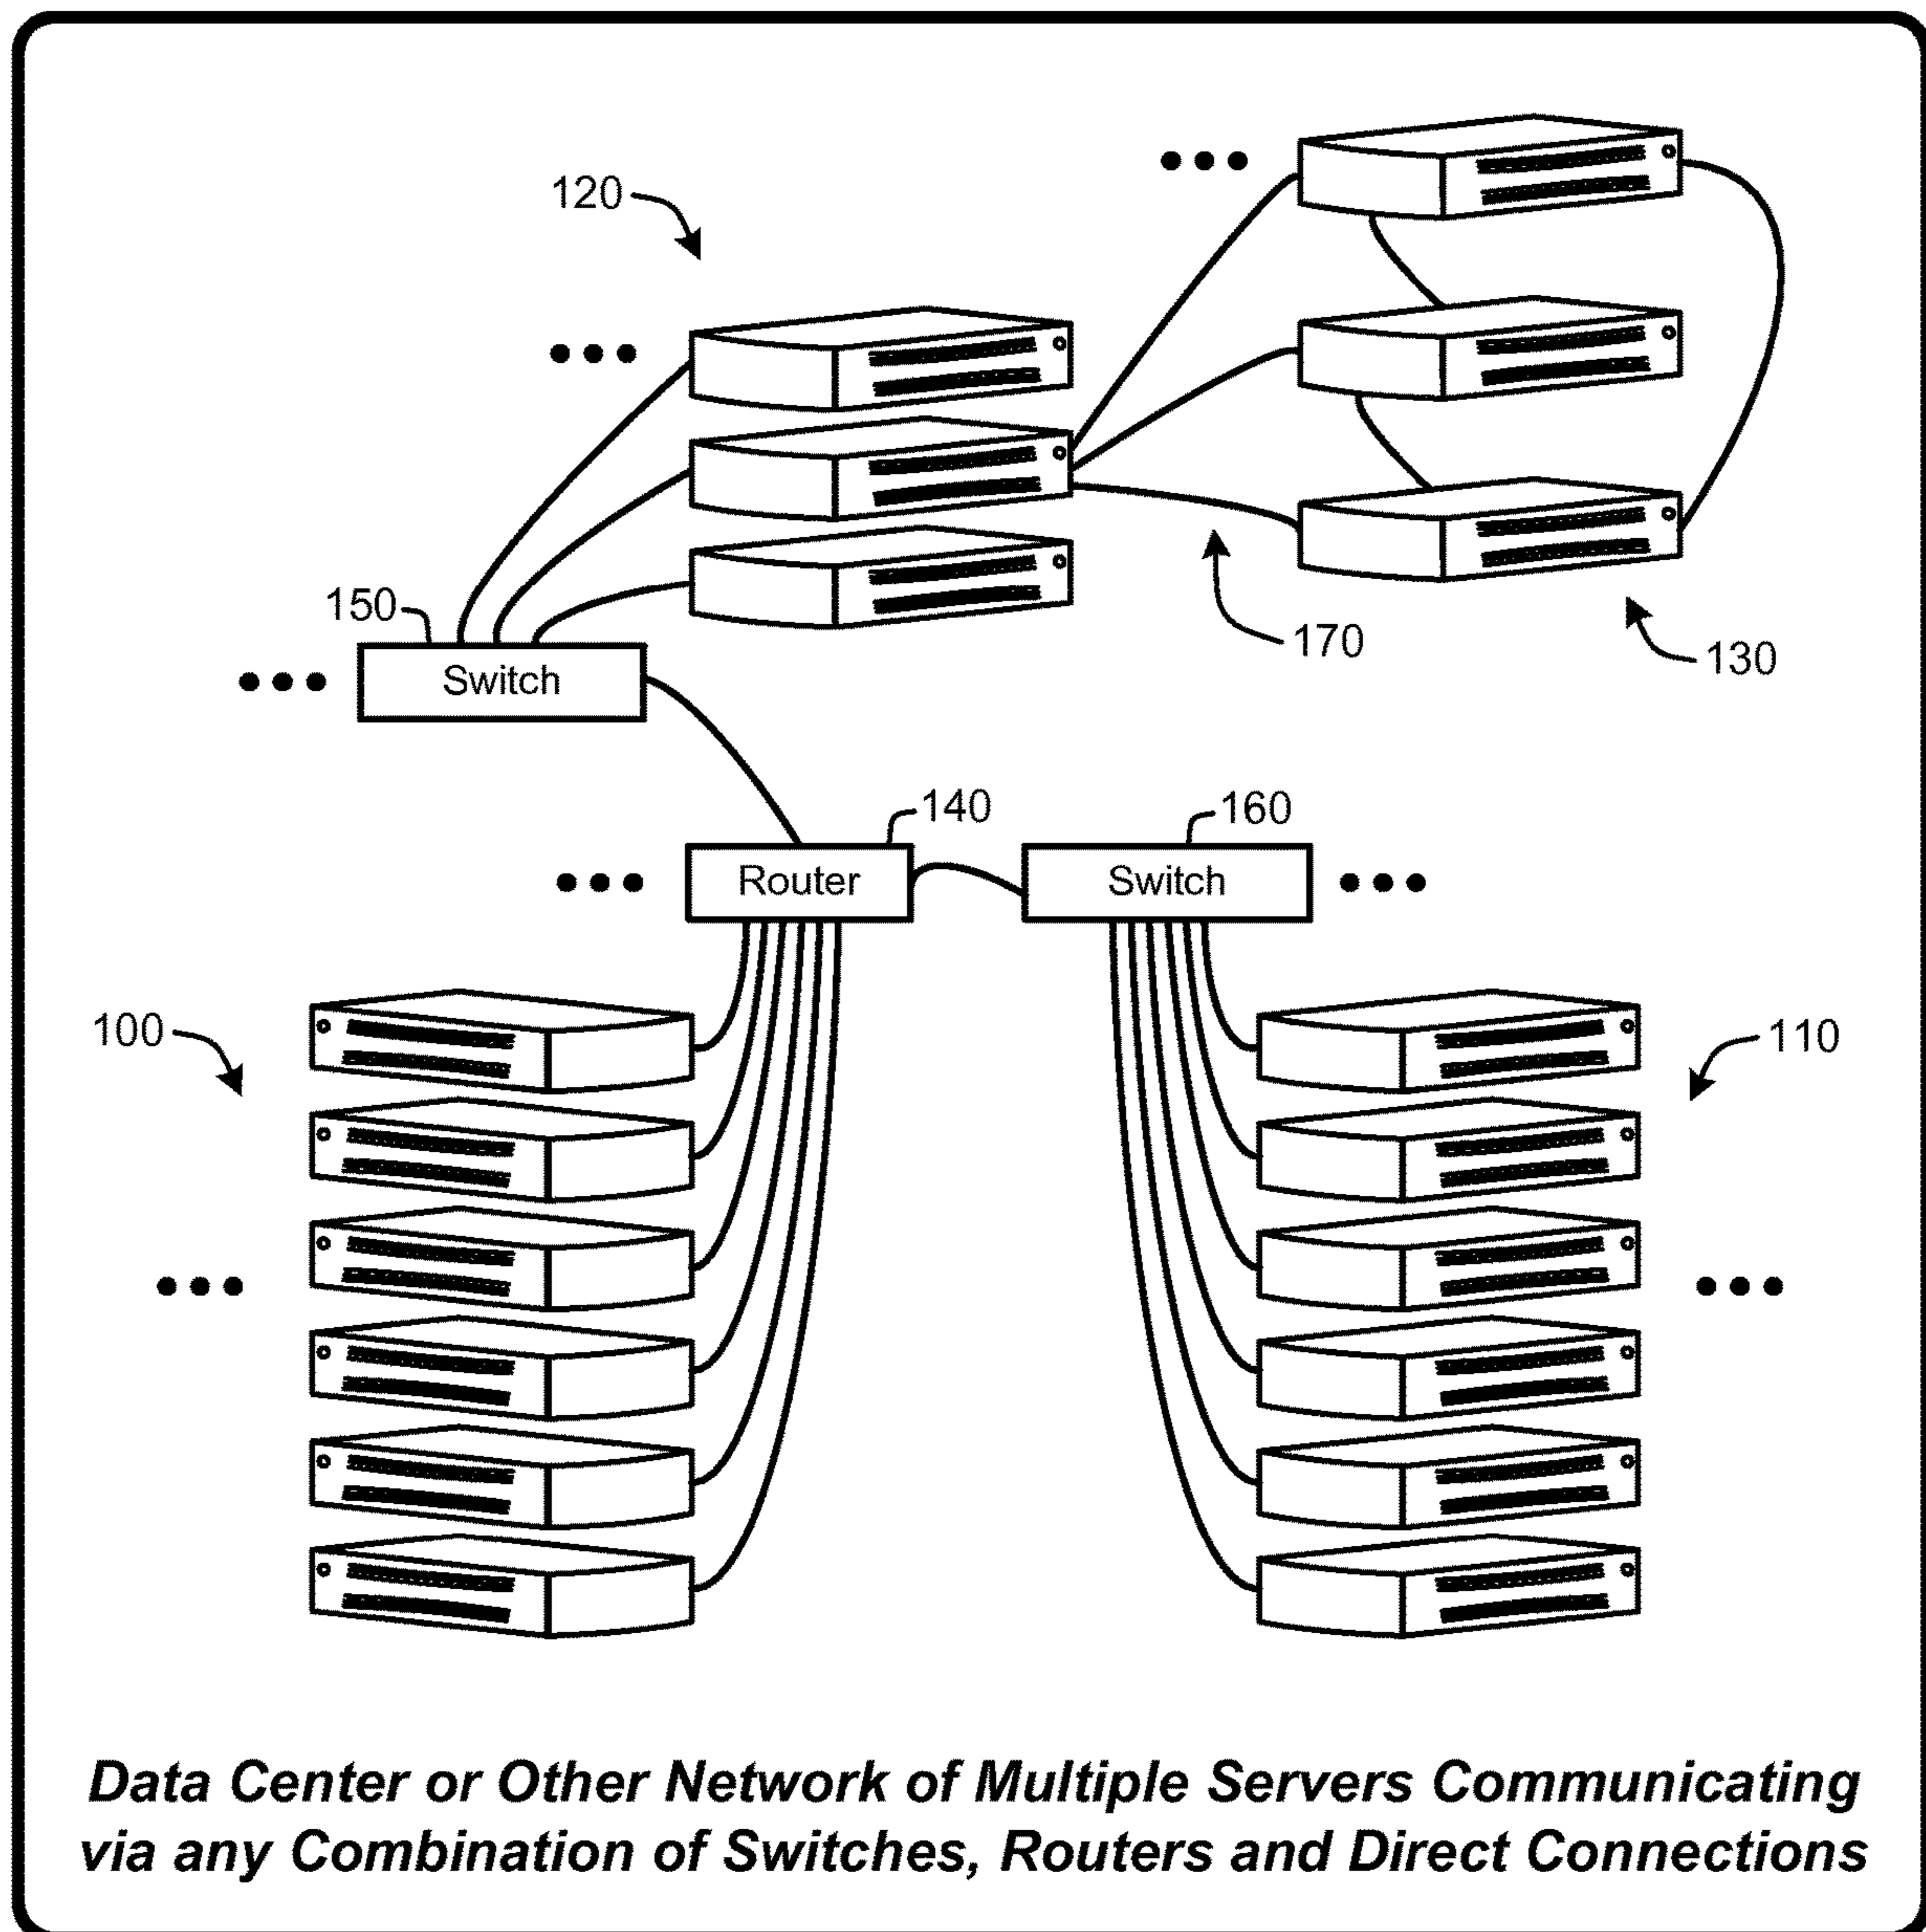 120
150
Switch
170
130
140
160
Router
Switch
100
110
Data Center or Other Network of Multiple Servers Communicating
via any Combination of Switches, Routers and Direct Connections